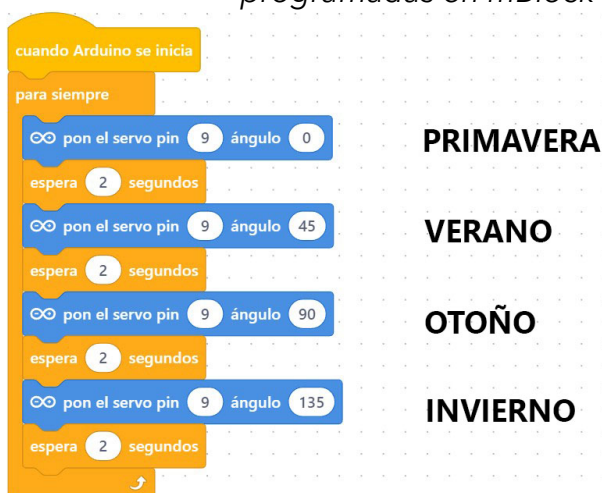 programadas en mBlock
cuando Arduino se inicia
para siempre
pon el servo pin 9 ángulo 0
PRIMAVERA
espera 2 segundos
pon el servo pin 9 ángulo 45
VERANO
espera 2 segundos
pon el servo pin 9 ángulo 90
OTOÑO
espera 2 segundos
pon el servo pin 9 ángulo 135
INVIERNO
espera 2 segundos